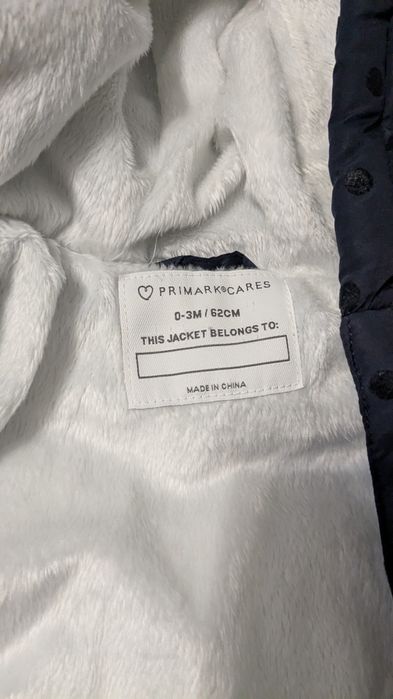 PRIMARK®CARES
0-3M / 62CM
THIS JACKET BELONGS TO:
MADE IN CHINA